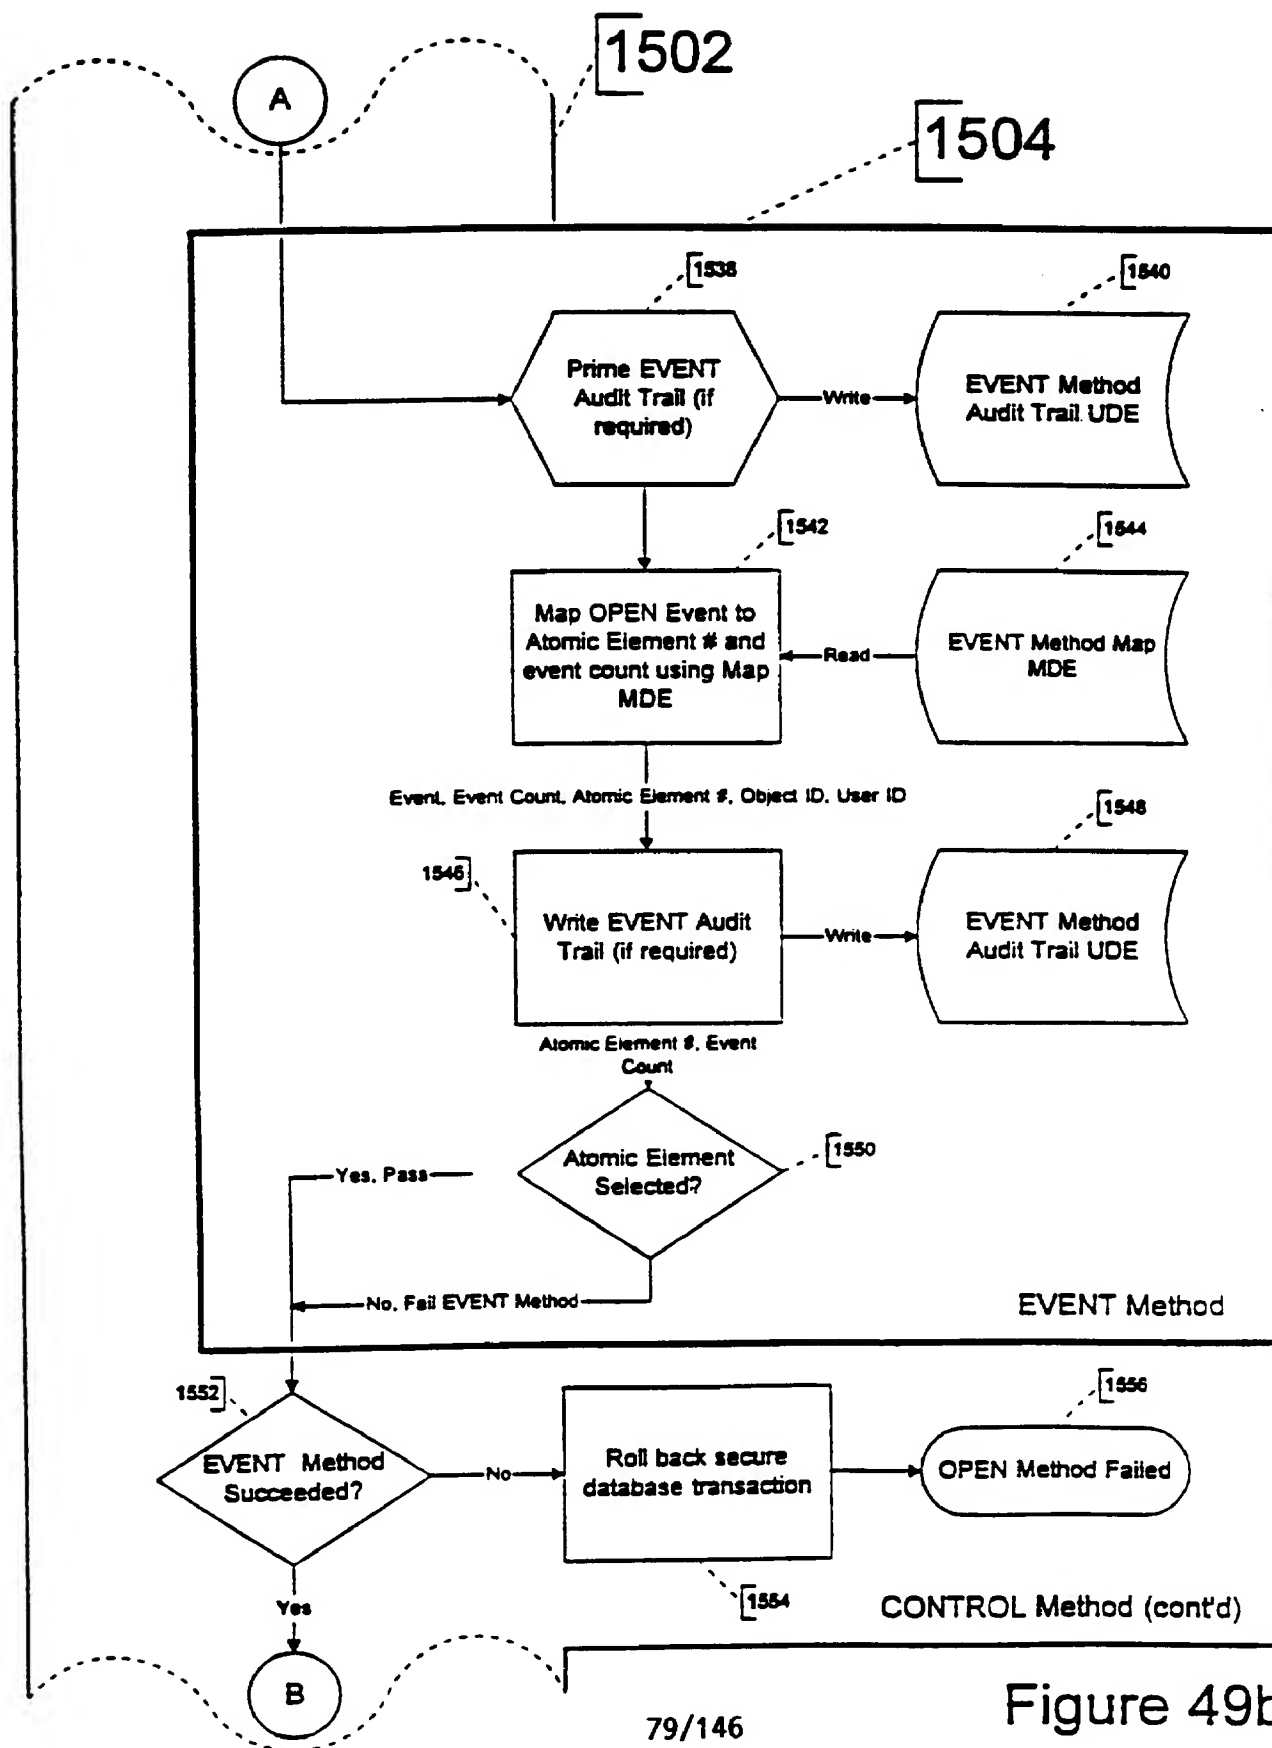 1502
A
1504
1538
1540
Prime EVENT
Audit Trail (if
required)
Write
EVENT Method
Audit Trail UDE
1542
1544
Map OPEN Event to
Atomic Element # and
event count using Map
MDE
Read
EVENT Method Map
MDE
Event, Event Count, Atomic Element #, Object ID, User ID
1548
1546
Write EVENT Audit
Trail (if required)
Write
EVENT Method
Audit Trail UDE
Atomic Element #, Event
Count
Atomic Element
Selected?
1550
Yes, Pass
No, Fail EVENT Method
EVENT Method
1552
1556
EVENT Method
Succeeded?
No
Roll back secure
database transaction
OPEN Method Failed
1554
Yes
CONTROL Method (cont'd)
B
Figure 49b
79/146